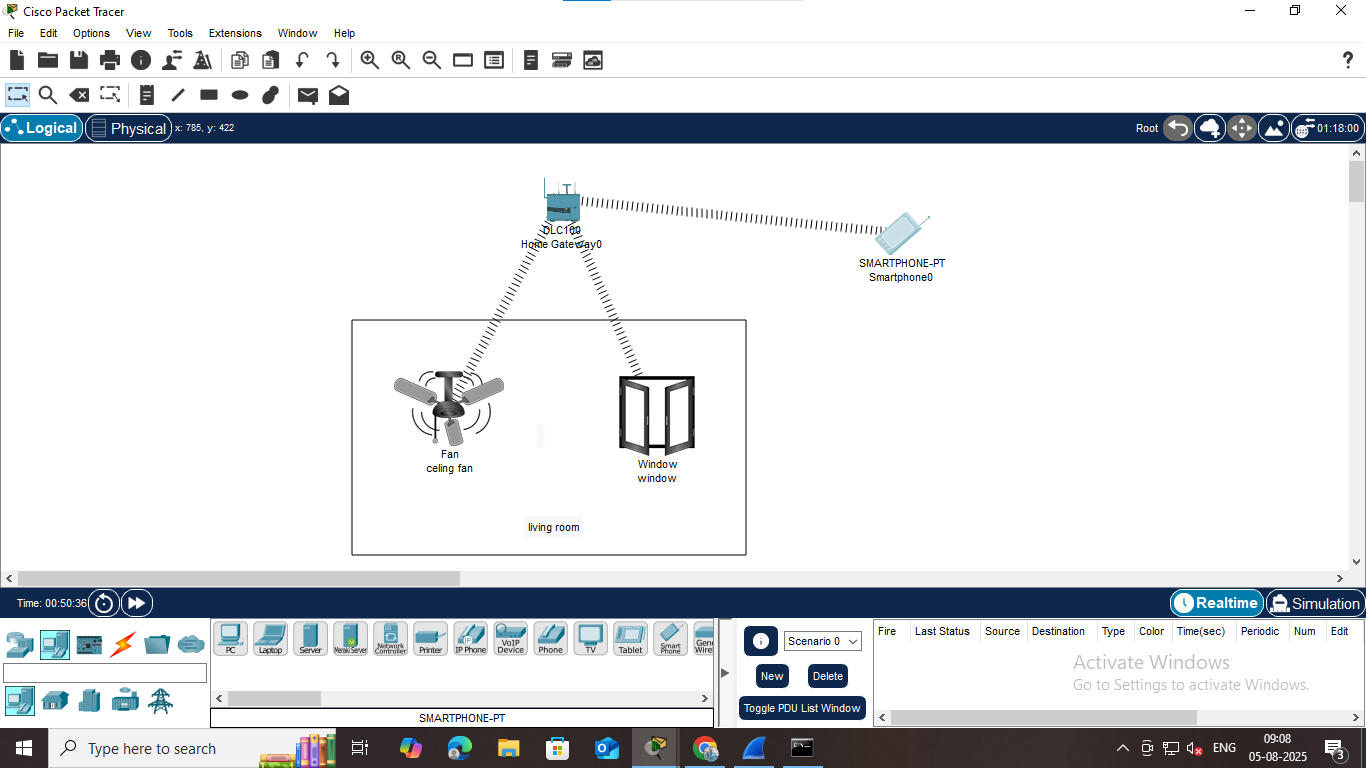 Cisco Packet Tracer
File Edit Options View Tools Extensions Window Help
Logical Physical x: 785, y: 422 Root 01:18:00
DLC100
Home Gateway0
SMARTPHONE-PT
Smartphone0
Fan
celing fan
Window
window
living room
Time: 00:50:36 Realtime Simulation
PC Laptop Server Meraki Server Network Controller Printer IP Phone VoIP Device Phone TV Tablet Smart Phone
SMARTPHONE-PT
Scenario 0
New Delete
Toggle PDU List Window
Fire Last Status Source Destination Type Color Time(sec) Periodic Num Edit
Activate Windows
Go to Settings to activate Windows.
Type here to search
ENG
09:08
05-08-2025
3